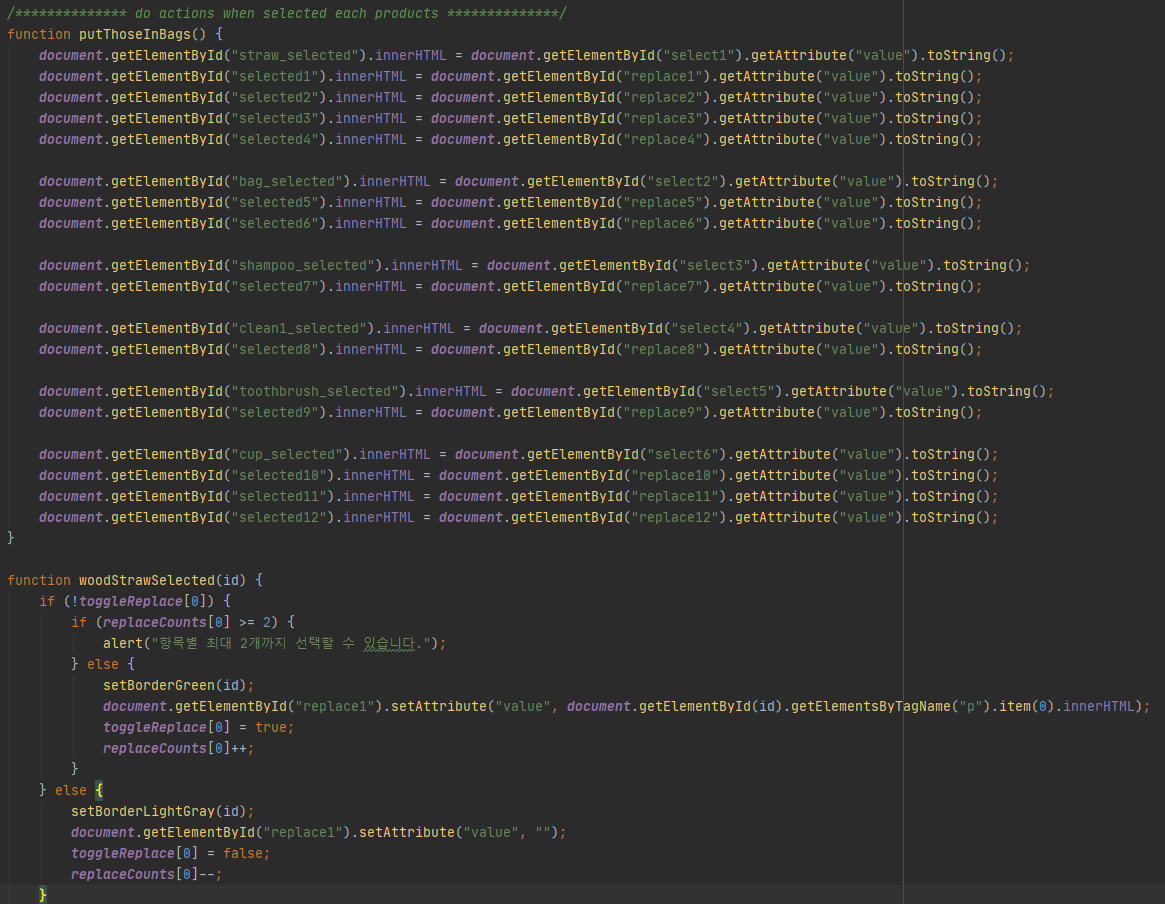 /************** do actions when selected each products **************/
function putThoseInBags() {
    document.getElementById("straw_selected").innerHTML = document.getElementById("select1").getAttribute("value").toString();
    document.getElementById("selected1").innerHTML = document.getElementById("replace1").getAttribute("value").toString();
    document.getElementById("selected2").innerHTML = document.getElementById("replace2").getAttribute("value").toString();
    document.getElementById("selected3").innerHTML = document.getElementById("replace3").getAttribute("value").toString();
    document.getElementById("selected4").innerHTML = document.getElementById("replace4").getAttribute("value").toString();

    document.getElementById("bag_selected").innerHTML = document.getElementById("select2").getAttribute("value").toString();
    document.getElementById("selected5").innerHTML = document.getElementById("replace5").getAttribute("value").toString();
    document.getElementById("selected6").innerHTML = document.getElementById("replace6").getAttribute("value").toString();

    document.getElementById("shampoo_selected").innerHTML = document.getElementById("select3").getAttribute("value").toString();
    document.getElementById("selected7").innerHTML = document.getElementById("replace7").getAttribute("value").toString();

    document.getElementById("clean1_selected").innerHTML = document.getElementById("select4").getAttribute("value").toString();
    document.getElementById("selected8").innerHTML = document.getElementById("replace8").getAttribute("value").toString();

    document.getElementById("toothbrush_selected").innerHTML = document.getElementById("select5").getAttribute("value").toString();
    document.getElementById("selected9").innerHTML = document.getElementById("replace9").getAttribute("value").toString();

    document.getElementById("cup_selected").innerHTML = document.getElementById("select6").getAttribute("value").toString();
    document.getElementById("selected10").innerHTML = document.getElementById("replace10").getAttribute("value").toString();
    document.getElementById("selected11").innerHTML = document.getElementById("replace11").getAttribute("value").toString();
    document.getElementById("selected12").innerHTML = document.getElementById("replace12").getAttribute("value").toString();
}

function woodStrawSelected(id) {
    if (!toggleReplace[0]) {
        if (replaceCounts[0] >= 2) {
            alert("항목별 최대 2개까지 선택할 수 있습니다.");
        } else {
            setBorderGreen(id);
            document.getElementById("replace1").setAttribute("value", document.getElementById(id).getElementsByTagName("p").item(0).innerHTML);
            toggleReplace[0] = true;
            replaceCounts[0]++;
        }
    } else {
        setBorderLightGray(id);
        document.getElementById("replace1").setAttribute("value", "");
        toggleReplace[0] = false;
        replaceCounts[0]--;
    }